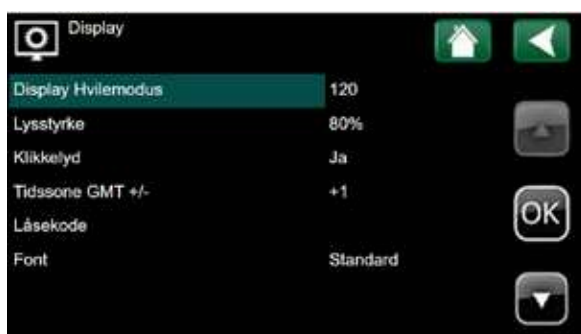 Display
Display Hvilemodus 120
Lysstyrke 80%
Klikkelyd Ja
Tidssone GMT +/- +1
Låsekode
OK
Font Standard